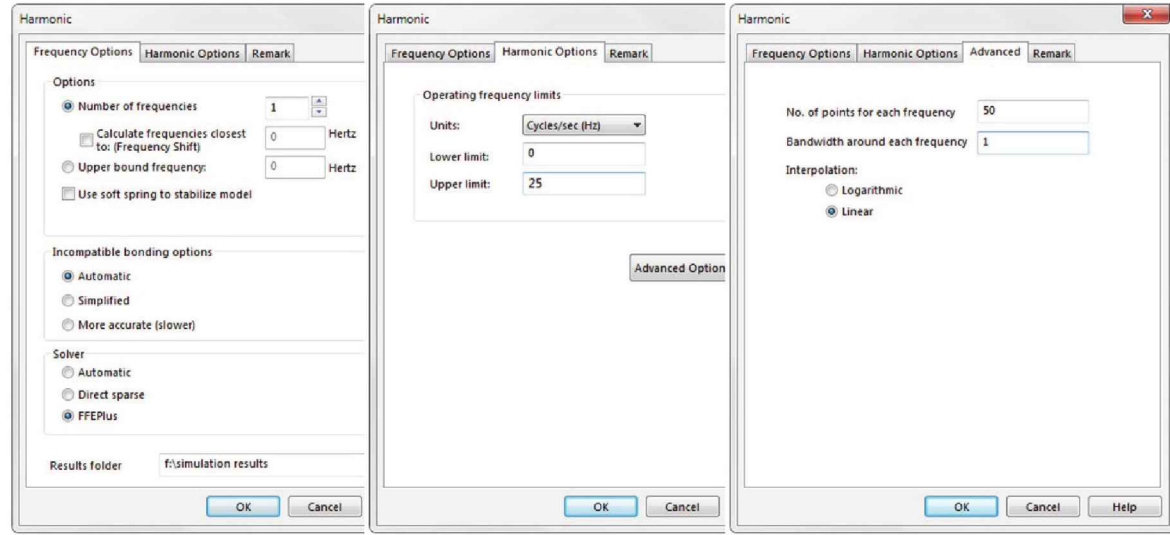 Harmonic
Frequency Options Harmonic Options Remark
Options
Number of frequencies 1
Calculate frequencies closest
to: (Frequency Shift) 0 Hertz
Upper bound frequency: 0 Hertz
Use soft spring to stabilize model
Incompatible bonding options
Automatic
Simplified
More accurate (slower)
Solver
Automatic
Direct sparse
FFEPlus
Results folder f:\simulation results
OK Cancel
Harmonic
Frequency Options Harmonic Options Remark
Operating frequency limits
Units: Cycles/sec (Hz)
Lower limit: 0
Upper limit: 25
Advanced Option
OK Cancel
Harmonic
Frequency Options Harmonic Options Advanced Remark
No. of points for each frequency 50
Bandwidth around each frequency 1
Interpolation:
Logarithmic
Linear
OK Cancel Help